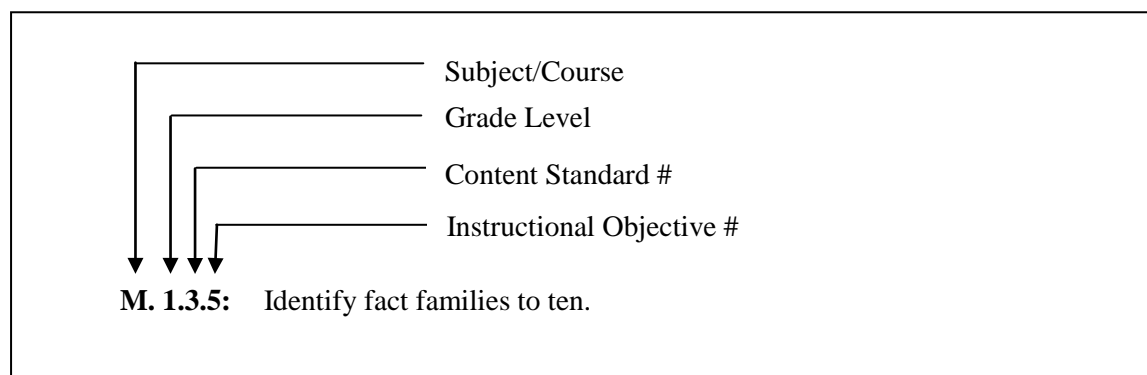 Subject/Course
Grade Level
Content Standard #
Instructional Objective #
M. 1.3.5: Identify fact families to ten.